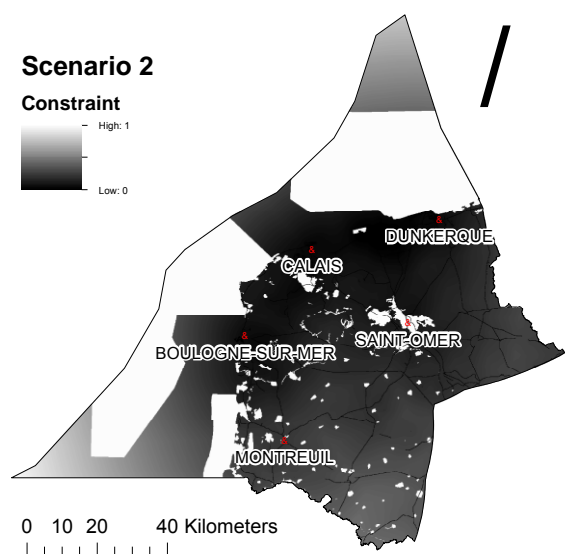 Scenario 2
Constraint
High: 1
Low: 0
&
DUNKERQUE
&
CALAIS
&
SAINT-OMER
&
BOULOGNE-SUR-MER
&
MONTREUIL
0 10 20 40 Kilometers